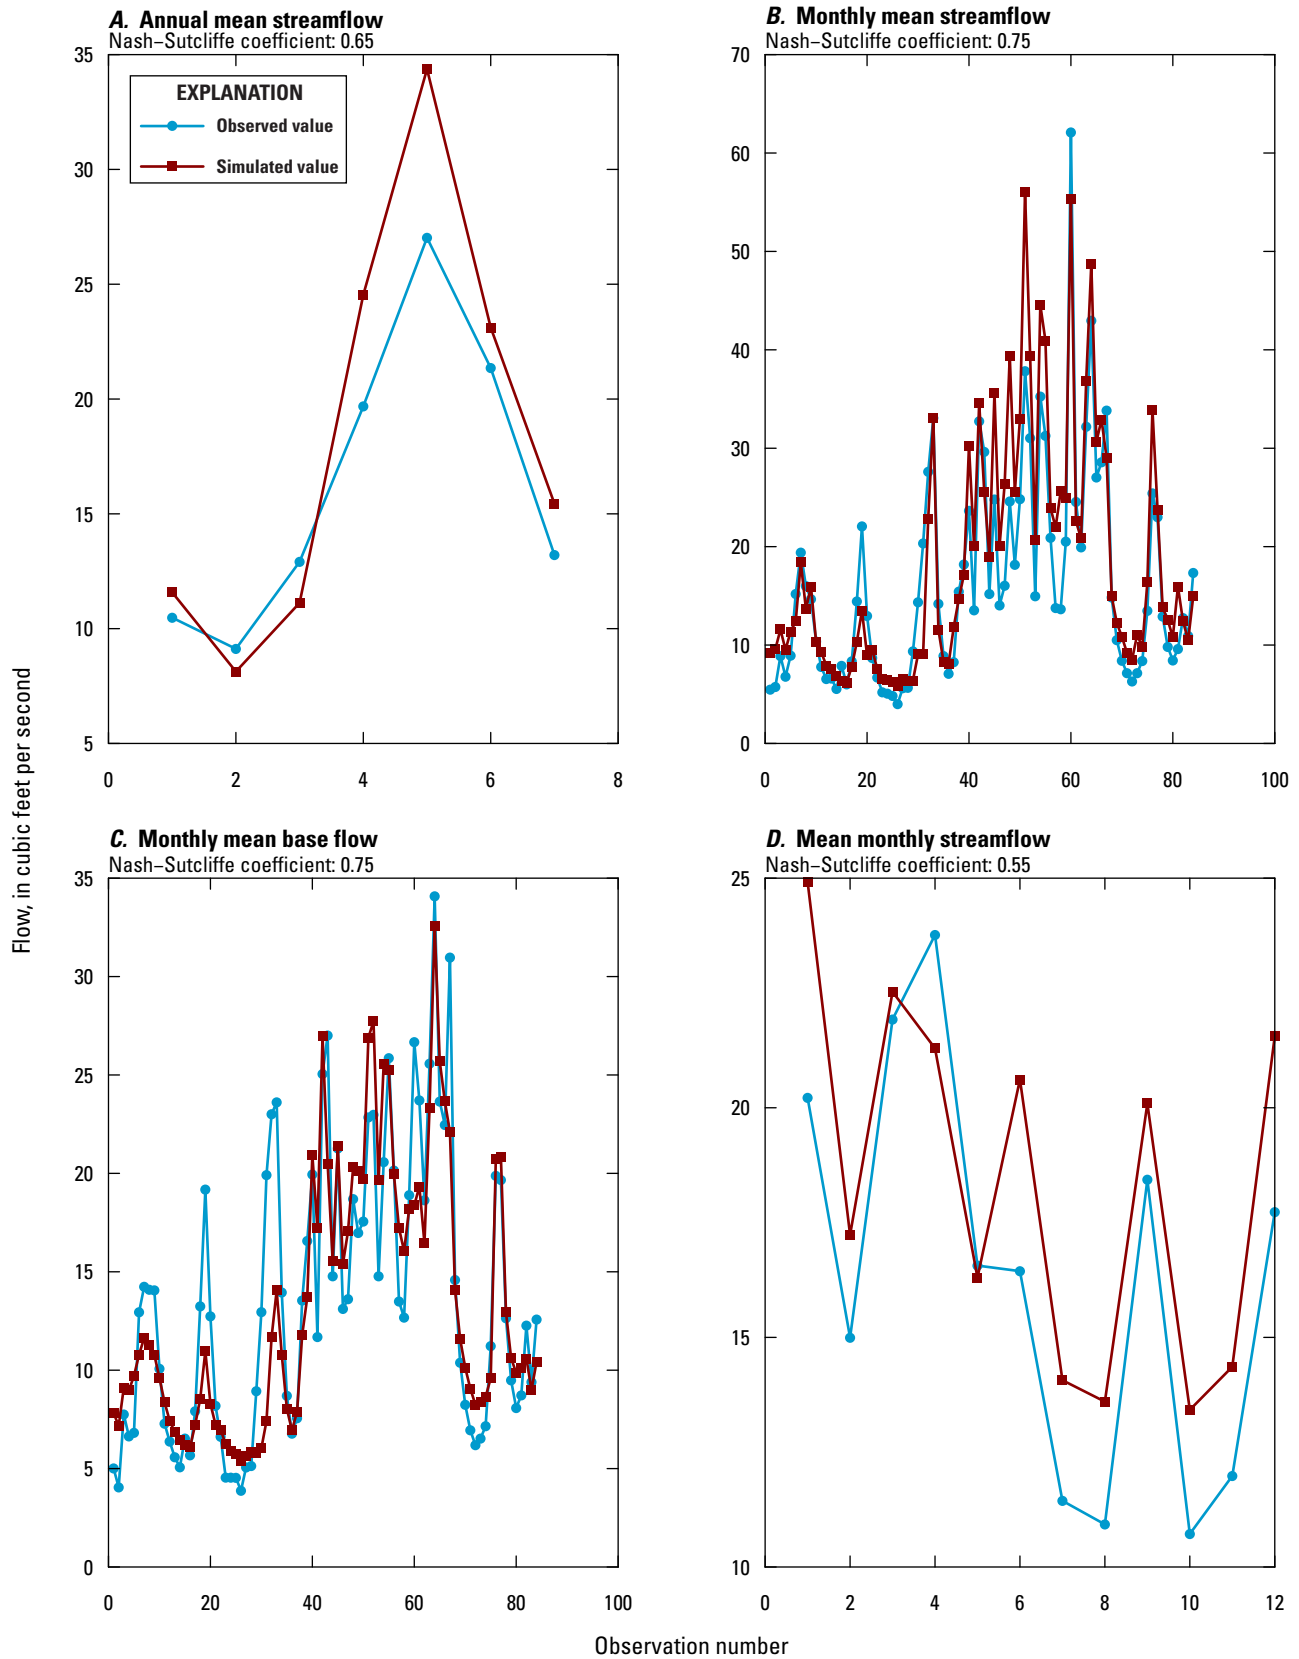 A. Annual mean streamflow
Nash–Sutcliffe coefficient: 0.65
35
30
25
20
15
10
5
0 2 4 6 8
EXPLANATION
Observed value
Simulated value
B. Monthly mean streamflow
Nash–Sutcliffe coefficient: 0.75
70
60
50
40
30
20
10
0
0 20 40 60 80 100
C. Monthly mean base flow
Nash–Sutcliffe coefficient: 0.75
35
30
25
20
15
10
5
0
0 20 40 60 80 100
D. Mean monthly streamflow
Nash–Sutcliffe coefficient: 0.55
25
20
15
10
0 2 4 6 8 10 12
Flow, in cubic feet per second
Observation number